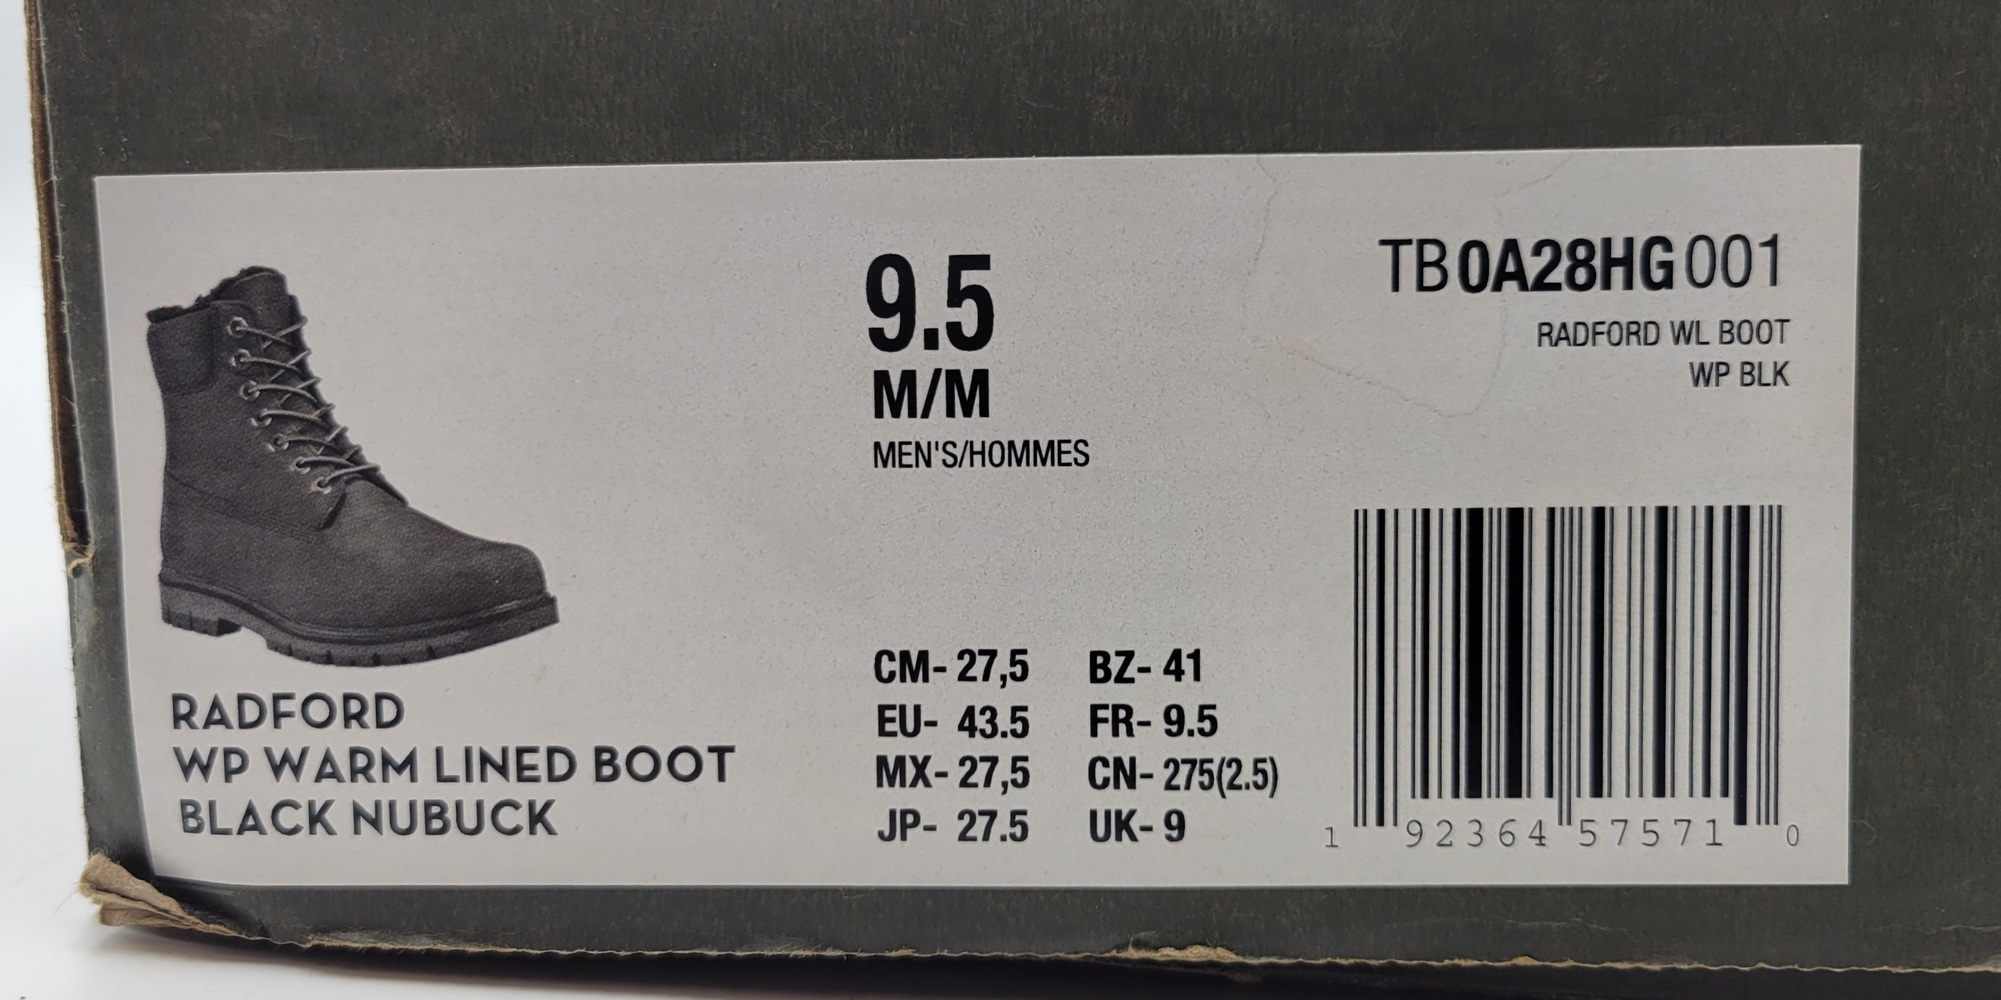 RADFORD
WP WARM LINED BOOT
BLACK NUBUCK
9.5
M/M
MEN'S/HOMMES
CM- 27,5 BZ- 41
EU- 43.5 FR- 9.5
MX- 27,5 CN- 275(2.5)
JP- 27.5 UK- 9
TB0A28HG001
RADFORD WL BOOT
WP BLK
1 92364 57571 0